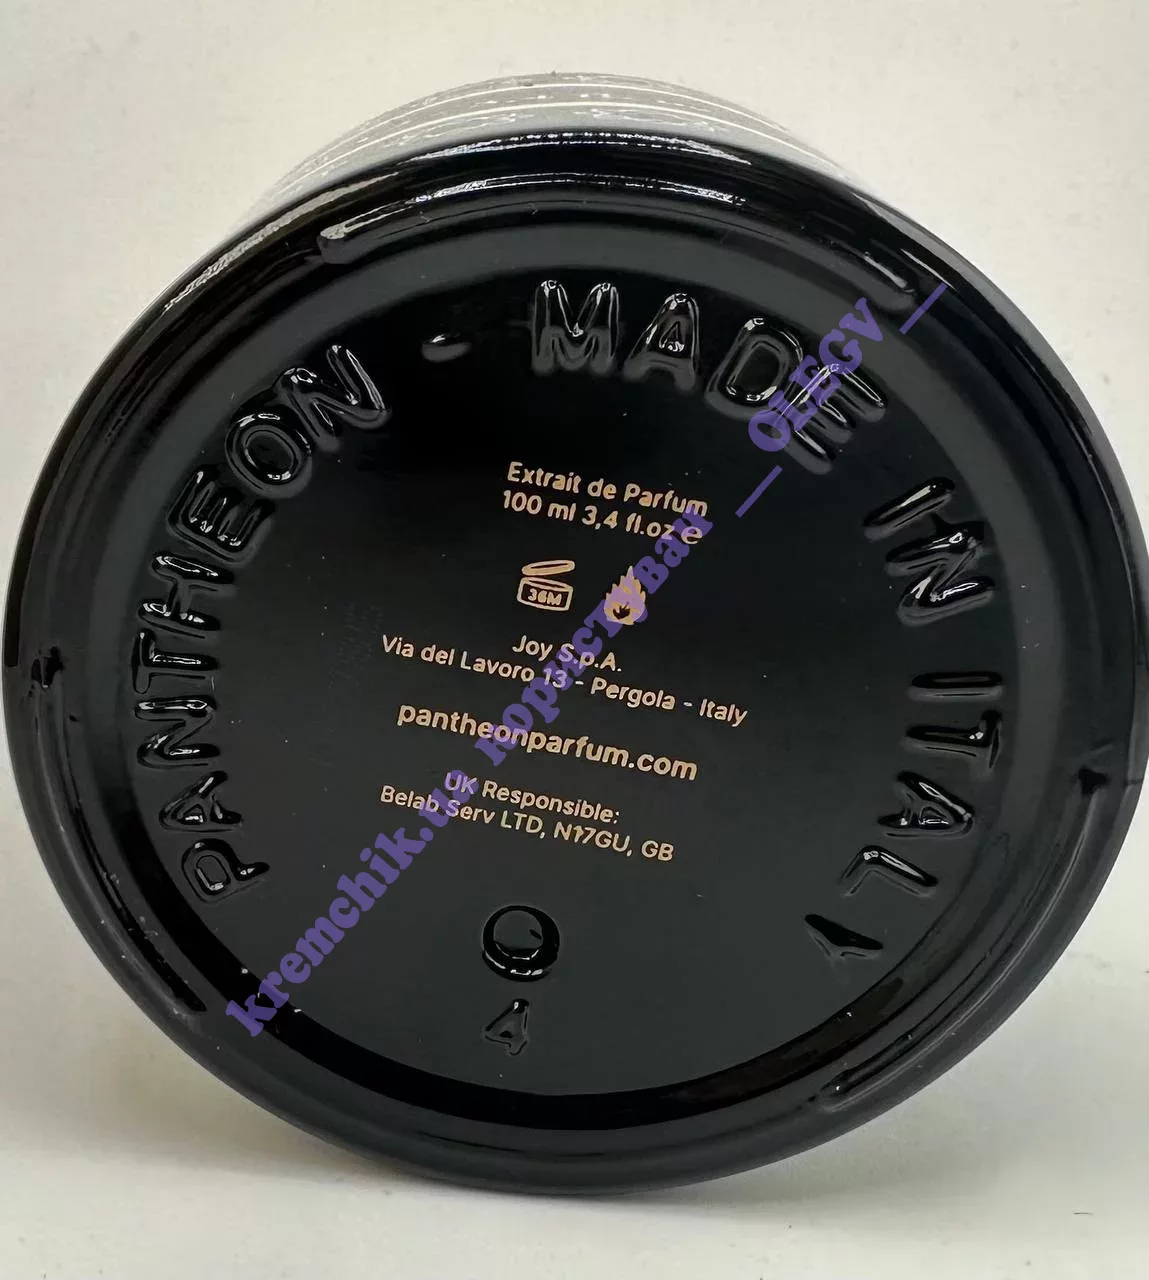 PANTHEON - MADE IN ITALY
Extrait de Parfum
100 ml 3,4 fl.oz e
36M
Joy S.p.A.
Via del Lavoro 13 - Pergola - Italy
pantheonparfum.com
UK Responsible:
Belab Serv LTD, N17GU, GB
4
kremchik.ua користувач __OLEGV__